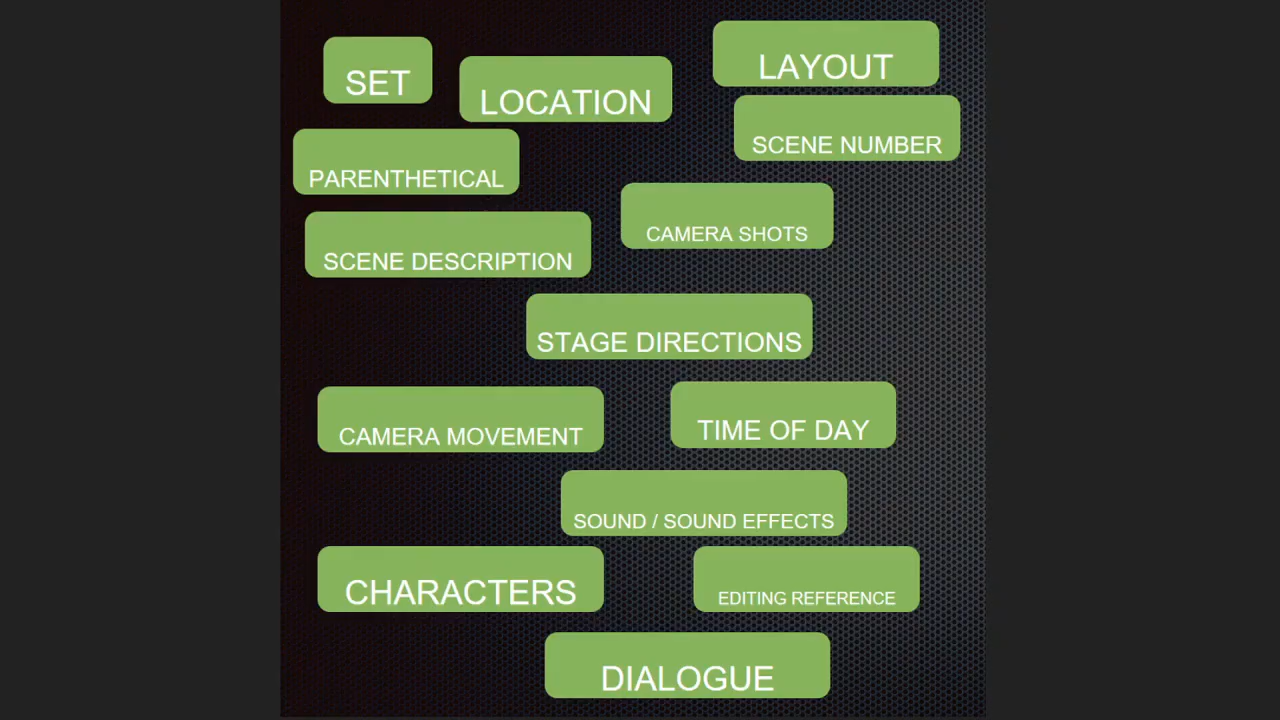 SET
LOCATION
LAYOUT
SCENE NUMBER
PARENTHETICAL
CAMERA SHOTS
SCENE DESCRIPTION
STAGE DIRECTIONS
CAMERA MOVEMENT
TIME OF DAY
SOUND / SOUND EFFECTS
CHARACTERS
EDITING REFERENCE
DIALOGUE